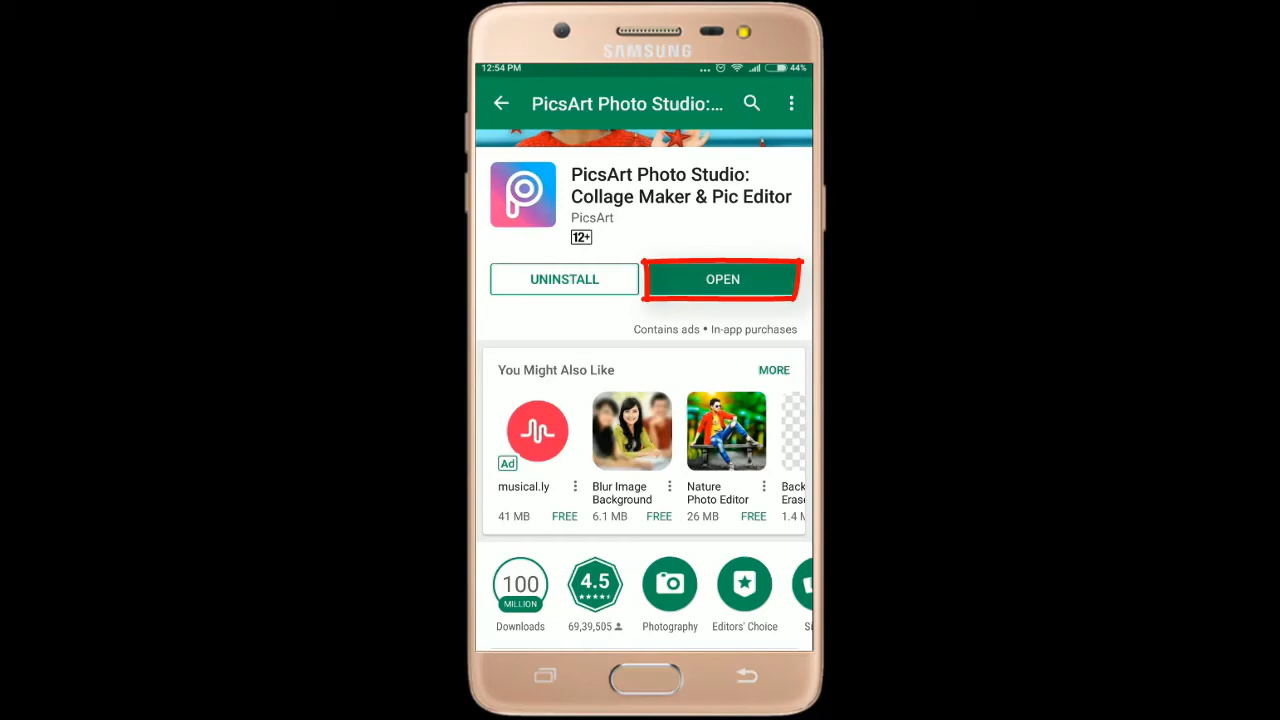 SAMSUNG
12:54 PM
44%
PicsArt Photo Studio:...
PicsArt Photo Studio:
Collage Maker & Pic Editor
PicsArt
12+
UNINSTALL
OPEN
Contains ads • In-app purchases
You Might Also Like
MORE
Ad
musical.ly
41 MB FREE
Blur Image
Background
6.1 MB FREE
Nature
Photo Editor
26 MB FREE
Back
Eras
1.4 M
100
MILLION
Downloads
4.5
69,39,505
Photography
Editors' Choice
Si